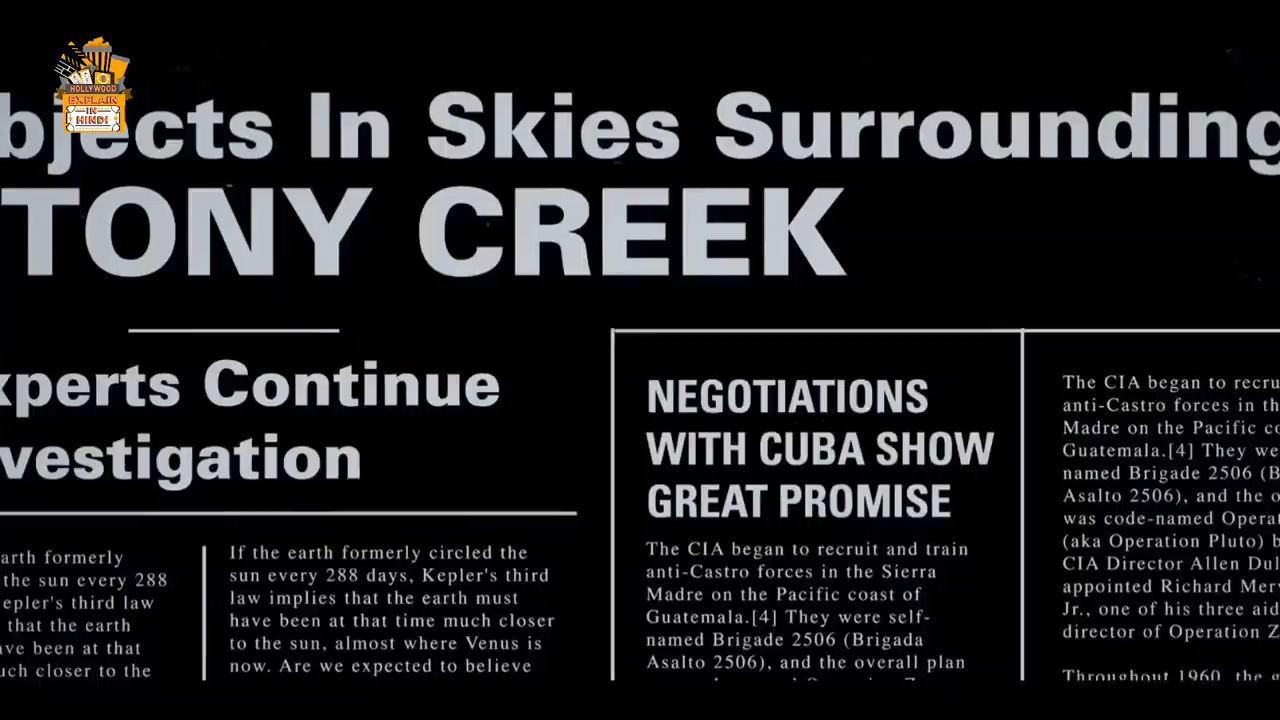 HOLLYWOOD
EXPLAIN
IN
HINDI
bjects In Skies Surrounding
TONY CREEK
xperts Continue
vestigation
arth formerly
the sun every 288
epler's third law
that the earth
ave been at that
uch closer to the
If the earth formerly circled the
sun every 288 days, Kepler's third
law implies that the earth must
have been at that time much closer
to the sun, almost where Venus is
now. Are we expected to believe
NEGOTIATIONS
WITH CUBA SHOW
GREAT PROMISE
The CIA began to recruit and train
anti-Castro forces in the Sierra
Madre on the Pacific coast of
Guatemala.[4] They were self-
named Brigade 2506 (Brigada
Asalto 2506), and the overall plan
The CIA began to recru
anti-Castro forces in th
Madre on the Pacific co
Guatemala.[4] They we
named Brigade 2506 (B
Asalto 2506), and the o
was code-named Operat
(aka Operation Pluto) b
CIA Director Allen Dul
appointed Richard Merv
Jr., one of his three aid
director of Operation Z
Throughout 1960, the g